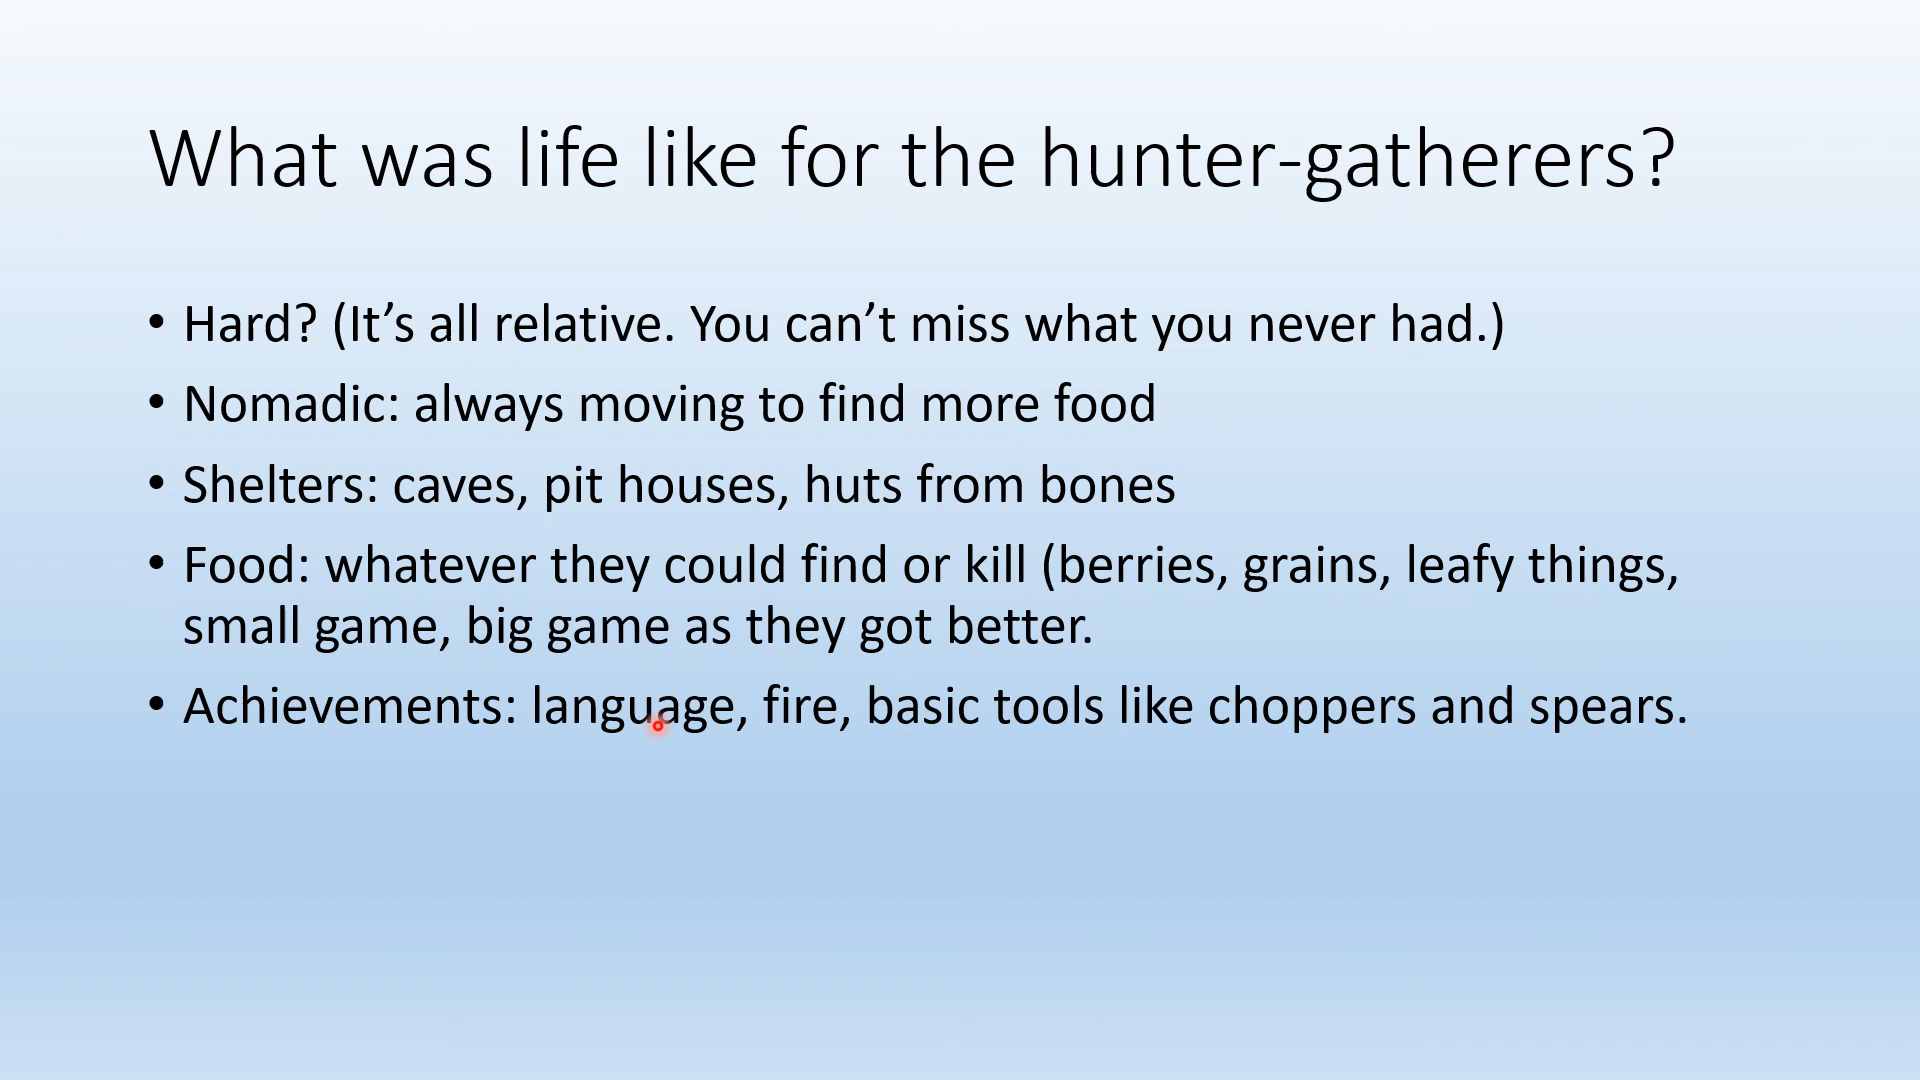 What was life like for the hunter-gatherers?
• Hard? (It’s all relative. You can’t miss what you never had.)
• Nomadic: always moving to find more food
• Shelters: caves, pit houses, huts from bones
• Food: whatever they could find or kill (berries, grains, leafy things,
small game, big game as they got better.
• Achievements: language, fire, basic tools like choppers and spears.